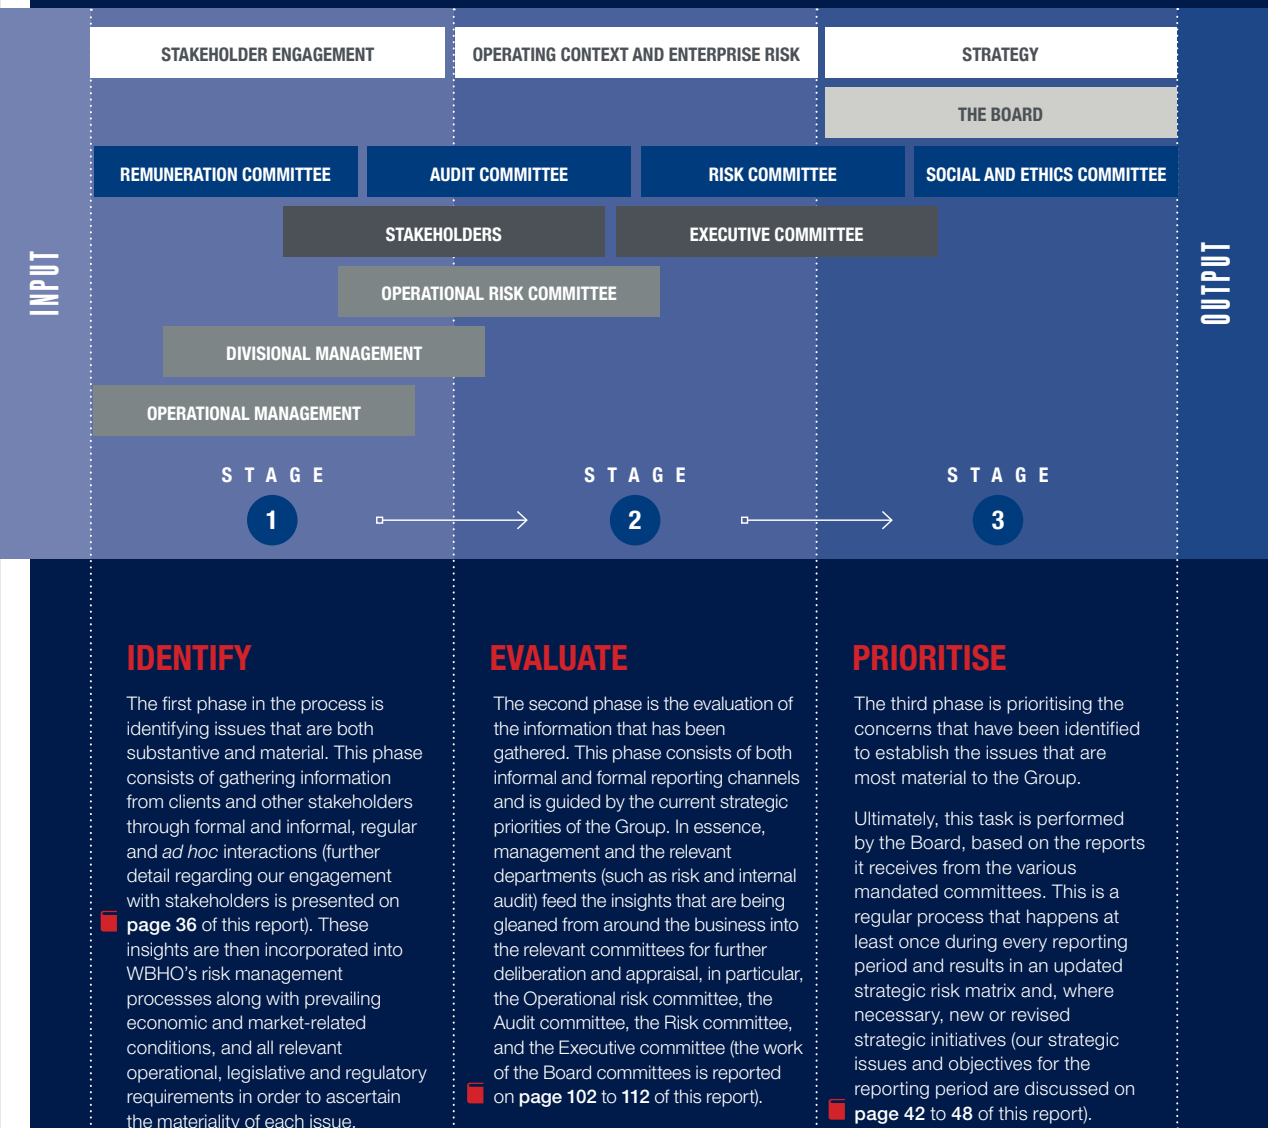 STAKEHOLDER ENGAGEMENT
OPERATING CONTEXT AND ENTERPRISE RISK
STRATEGY
THE BOARD
REMUNERATION COMMITTEE
AUDIT COMMITTEE
RISK COMMITTEE
SOCIAL AND ETHICS COMMITTEE
STAKEHOLDERS
EXECUTIVE COMMITTEE
INPUT
OUTPUT
OPERATIONAL RISK COMMITTEE
DIVISIONAL MANAGEMENT
OPERATIONAL MANAGEMENT
STAGE
1
STAGE
2
STAGE
3
IDENTIFY
The first phase in the process is
identifying issues that are both
substantive and material. This phase
consists of gathering information
from clients and other stakeholders
through formal and informal, regular
and ad hoc interactions (further
detail regarding our engagement
with stakeholders is presented on
page 36 of this report). These
insights are then incorporated into
WBHO's risk management
processes along with prevailing
economic and market-related
conditions, and all relevant
operational, legislative and regulatory
requirements in order to ascertain
the materiality of each issue.
EVALUATE
The second phase is the evaluation of
the information that has been
gathered. This phase consists of both
informal and formal reporting channels
and is guided by the current strategic
priorities of the Group. In essence,
management and the relevant
departments (such as risk and internal
audit) feed the insights that are being
gleaned from around the business into
the relevant committees for further
deliberation and appraisal, in particular,
the Operational risk committee, the
Audit committee, the Risk committee,
and the Executive committee (the work
of the Board committees is reported
on page 102 to 112 of this report).
PRIORITISE
The third phase is prioritising the
concerns that have been identified
to establish the issues that are
most material to the Group.
Ultimately, this task is performed
by the Board, based on the reports
it receives from the various
mandated committees. This is a
regular process that happens at
least once during every reporting
period and results in an updated
strategic risk matrix and, where
necessary, new or revised
strategic initiatives (our strategic
issues and objectives for the
reporting period are discussed on
page 42 to 48 of this report).